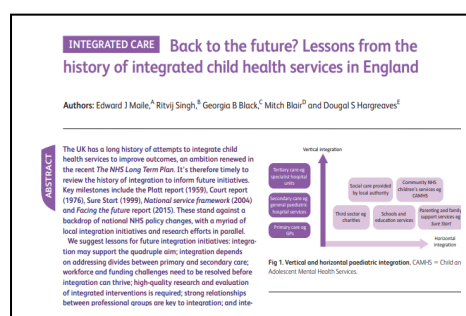 INTEGRATED CARE Back to the future? Lessons from the
history of integrated child health services in England
Authors: Edward J Maile,A Ritvij Singh,B Georgia B Black,C Mitch BlairD and Dougal S HargreavesE
ABSTRACT
The UK has a long history of attempts to integrate child
health services to improve outcomes, an ambition renewed in
the recent The NHS Long Term Plan. It's therefore timely to
review the history of integration to inform future initiatives.
Key milestones include the Platt report (1959), Court report
(1976), Sure Start (1999), National service framework (2004)
and Facing the future report (2015). These stand against a
backdrop of national NHS policy changes, with a myriad of
local integration initiatives and research efforts in parallel.
We suggest lessons for future integration initiatives: integra-
tion may support the quadruple aim; integration depends
on addressing divides between primary and secondary care;
workforce and funding challenges need to be resolved before
integration can thrive; high-quality research and evaluation
of integrated interventions is required; strong relationships
between professional groups are key to integration; and inte-
Vertical integration
Tertiary care eg
specialist hospital
units
Secondary care eg
general paediatric
hospital services
Primary care eg
GPs
Social care provided
by local authority
Community NHS
children's services eg
CAMHS
Third sector eg
charities
Schools and
education services
Parenting and family
support services eg
Sure Start
Horizontal
integration
Fig 1. Vertical and horizontal paediatric integration. CAMHS = Child an
Adolescent Mental Health Services.